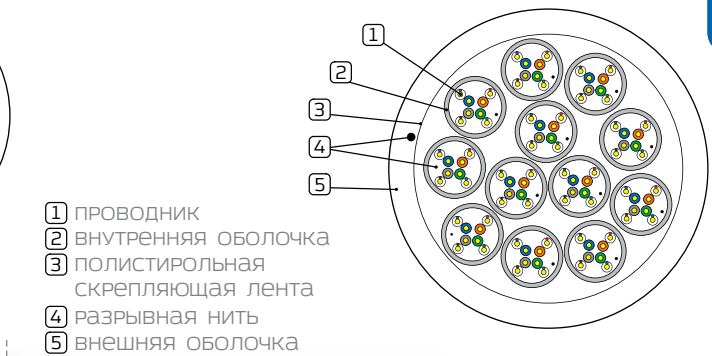 1
2
3
4
5
1 ПРОВОДНИК
2 ВНУТРЕННЯЯ ОБОЛОЧКА
3 ПОЛИСТИРОЛЬНАЯ
СКРЕПЛЯЮЩАЯ ЛЕНТА
4 РАЗРЫВНАЯ НИТЬ
5 ВНЕШНЯЯ ОБОЛОЧКА